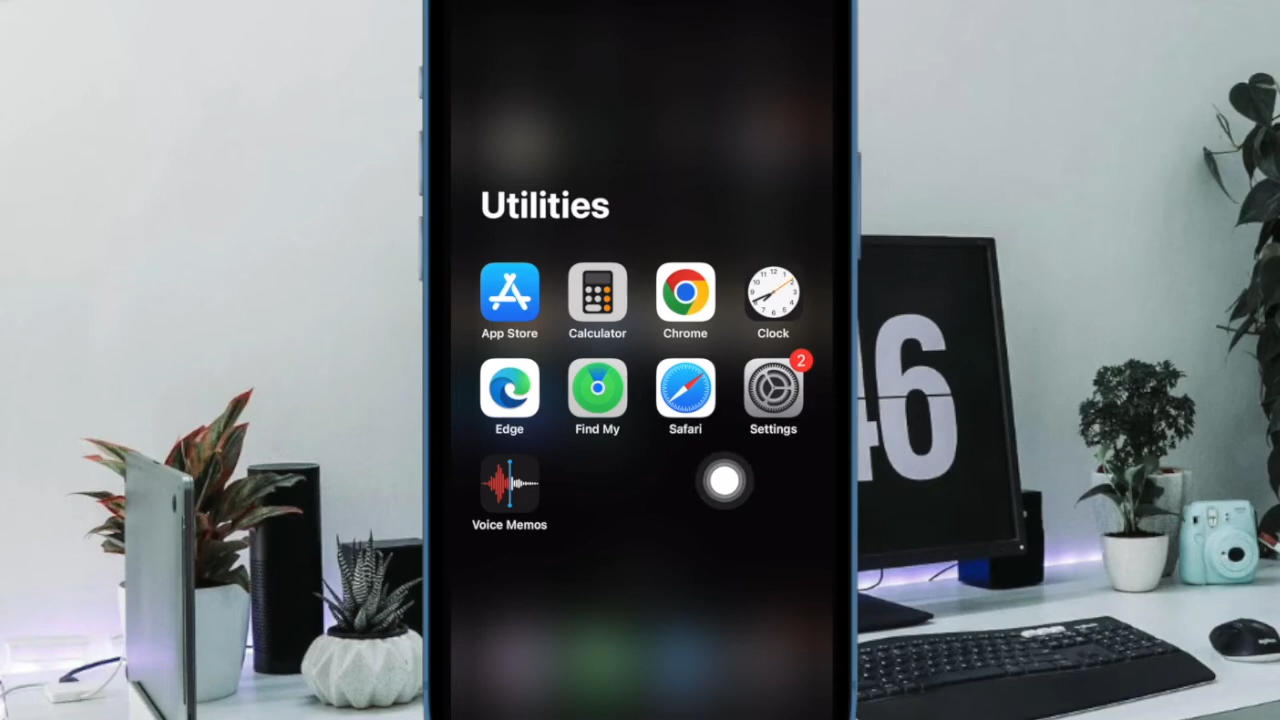 Utilities
App Store
Calculator
Chrome
Clock
2
Edge
Find My
Safari
Settings
Voice Memos
46